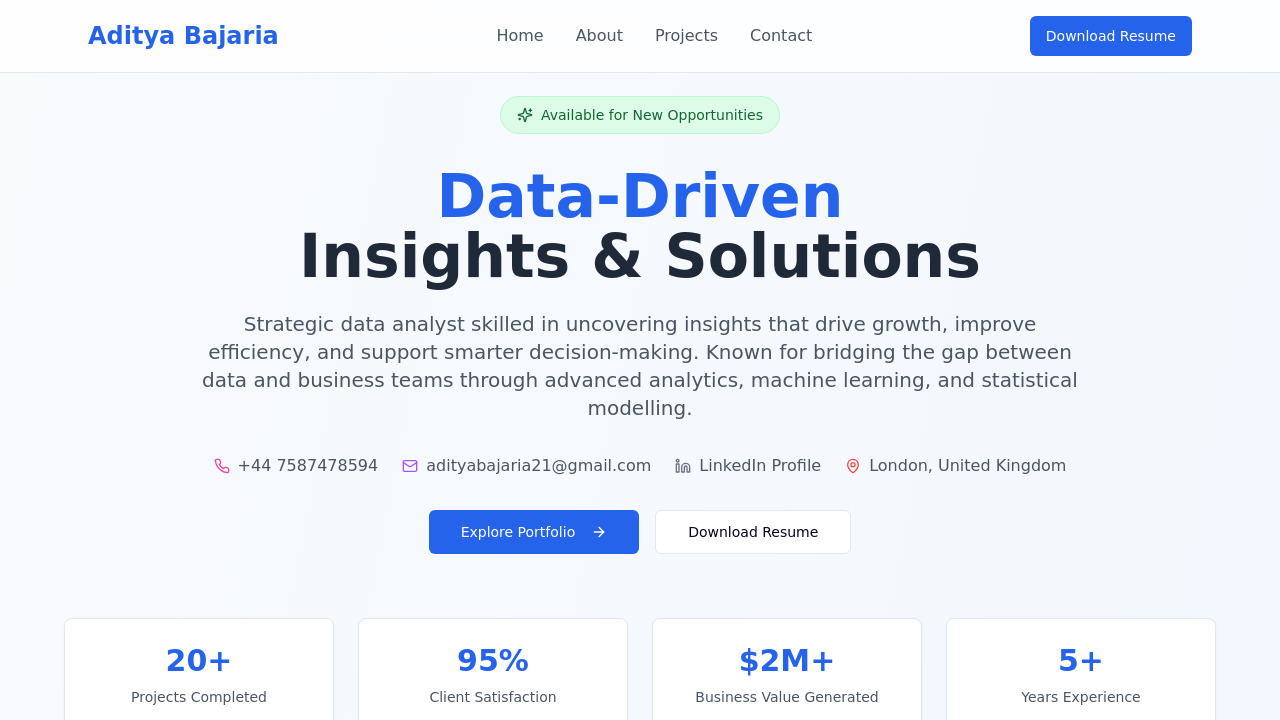 Aditya Bajaria
Home
About
Projects
Contact
Download Resume
Available for New Opportunities
Data-Driven
Insights & Solutions
Strategic data analyst skilled in uncovering insights that drive growth, improve
efficiency, and support smarter decision-making. Known for bridging the gap between
data and business teams through advanced analytics, machine learning, and statistical
modelling.
+44 7587478594
adityabajaria21@gmail.com
LinkedIn Profile
London, United Kingdom
Explore Portfolio
Download Resume
20+
Projects Completed
95%
Client Satisfaction
$2M+
Business Value Generated
5+
Years Experience